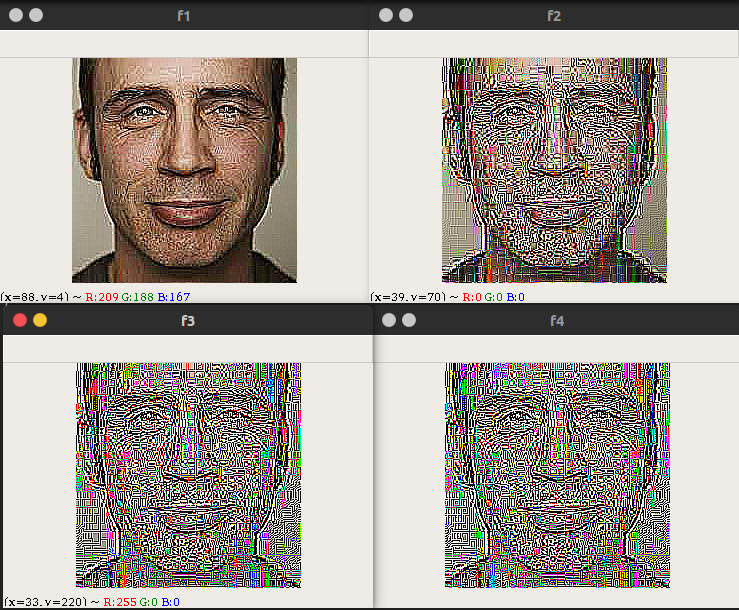 f1
f2
(x=88, y=4) ~ R:209 G:188 B:167
(x=39, y=70) ~ R:0 G:0 B:0
f3
f4
(x=33, y=220) ~ R:255 G:0 B:0